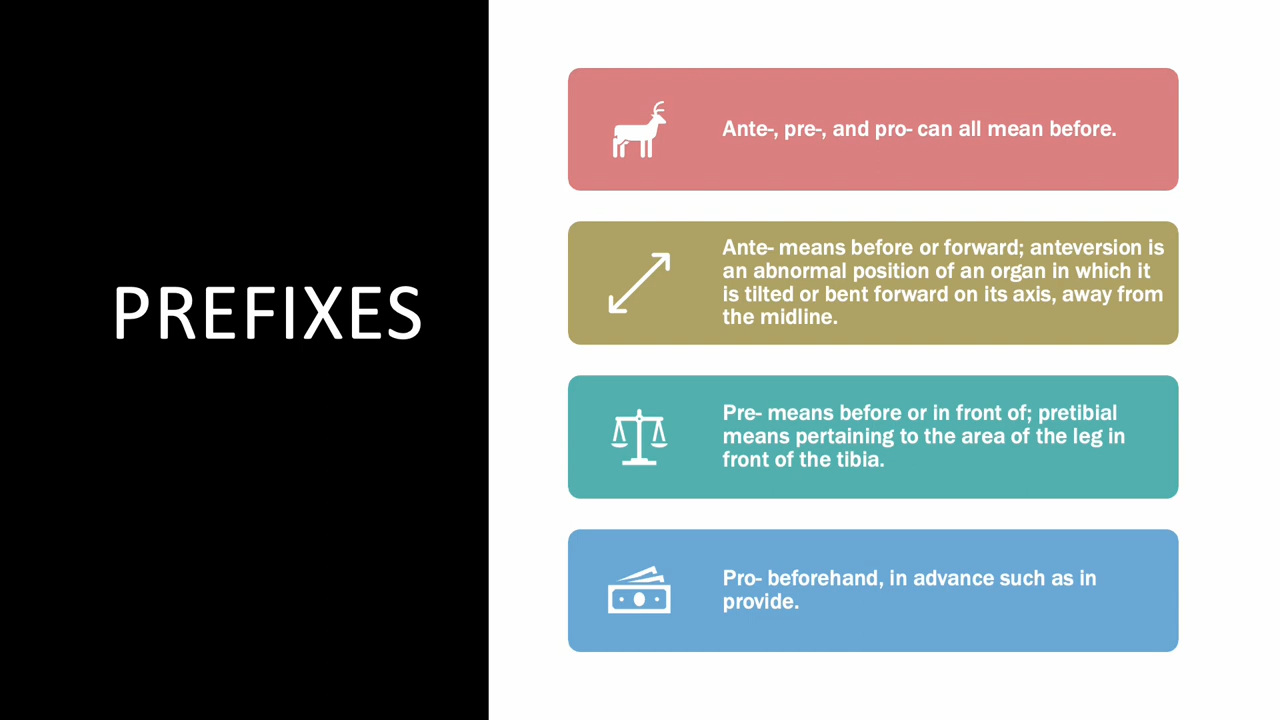 PREFIXES
Ante-, pre-, and pro- can all mean before.
Ante- means before or forward; anteversion is
an abnormal position of an organ in which it
is tilted or bent forward on its axis, away from
the midline.
Pre- means before or in front of; pretibial
means pertaining to the area of the leg in
front of the tibia.
Pro- beforehand, in advance such as in
provide.